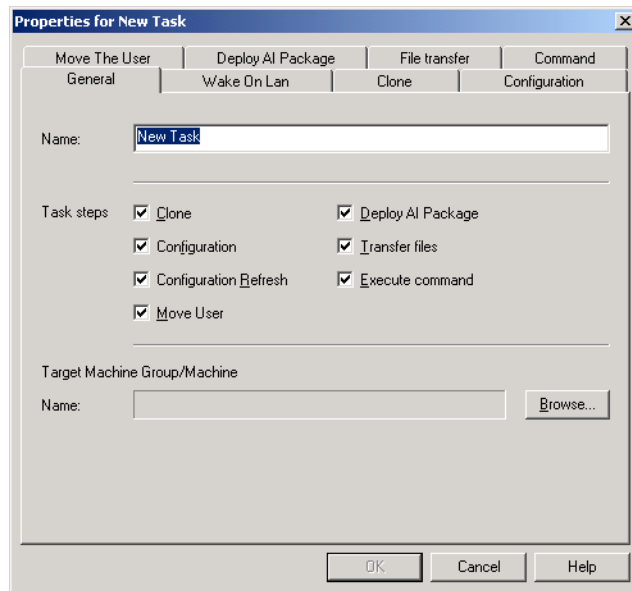 Properties for New Task
Move The User Deploy AI Package File transfer Command
General Wake On Lan Clone Configuration
Name: New Task
Task steps Clone Deploy AI Package
Configuration Transfer files
Configuration Refresh Execute command
Move User
Target Machine Group/Machine
Name: Browse...
OK Cancel Help